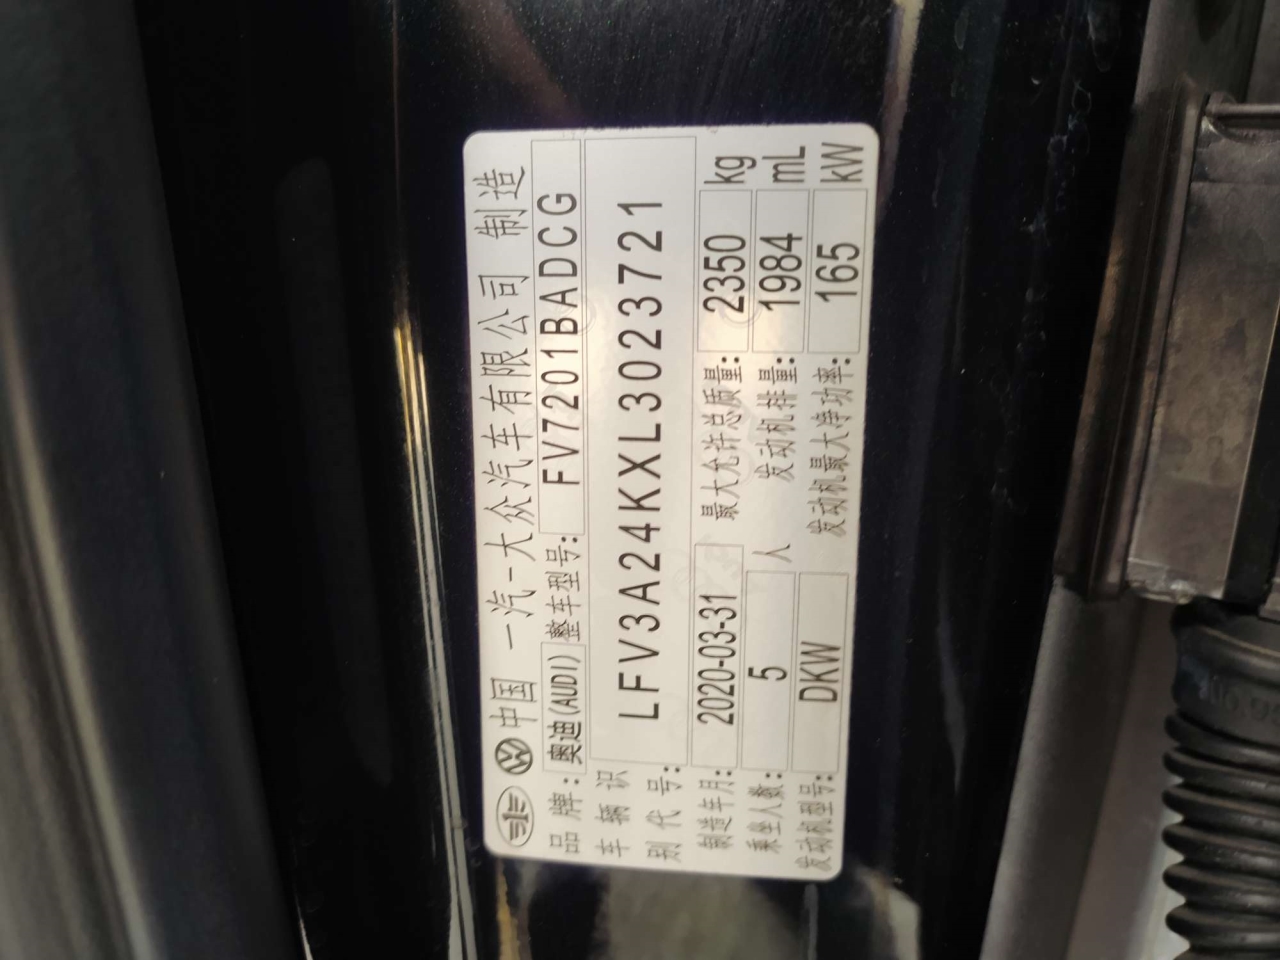 中国 一汽-大众汽车有限公司 制造
品牌: 奥迪(AUDI) 整车型号: FV7201BADCG
车辆识别代号: LFV3A24KXL3023721
制造年月: 2020-03-31 最大允许总质量: 2350 kg
乘坐人数: 5 人 发动机排量: 1984 mL
发动机型号: DKW 发动机最大净功率: 165 kW